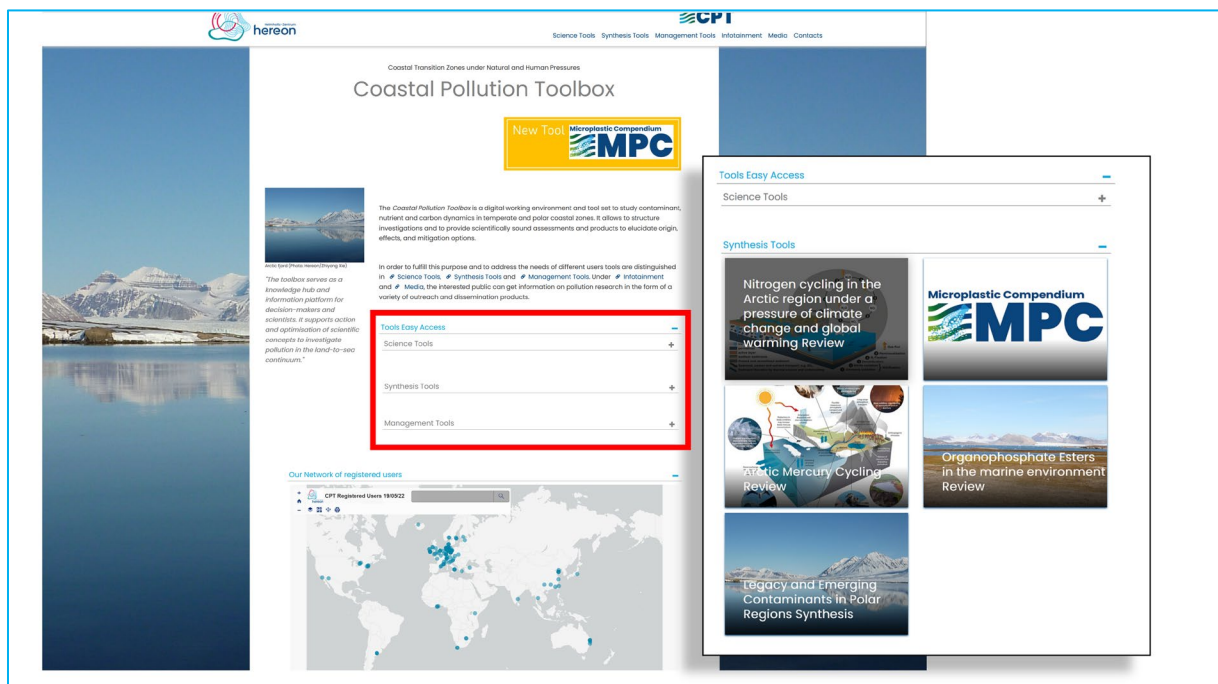 Helmholtz-Zentrum
hereon
CPT
Science Tools Synthesis Tools Management Tools Infotainment Media Contacts
Coastal Transition Zones under Natural and Human Pressures
Coastal Pollution Toolbox
New Tool
Microplastic Compendium
MPC
The Coastal Pollution Toolbox is a digital working environment and tool set to study contaminant,
nutrient and carbon dynamics in temperate and polar coastal zones. It allows to structure
investigations and to provide scientifically sound assessments and products to elucidate origin,
effects, and mitigation options.
Arctic fjord (Photo: Hereon/Zhiyong Xie)
"The toolbox serves as a
knowledge hub and
information platform for
decision-makers and
scientists. It supports action
and optimisation of scientific
concepts to investigate
pollution in the land-to-sea
continuum."
In order to fulfill this purpose and to address the needs of different users tools are distinguished
in Science Tools, Synthesis Tools and Management Tools. Under Infotainment
and Media, the interested public can get information on pollution research in the form of a
variety of outreach and dissemination products.
Tools Easy Access
Science Tools
Synthesis Tools
Management Tools
Our Network of registered users
CPT Registered Users 19/09/22
Tools Easy Access
Science Tools
Synthesis Tools
Nitrogen cycling in the
Arctic region under a
pressure of climate
change and global
warming Review
Microplastic Compendium
MPC
Arctic Mercury Cycling
Review
Organophosphate Esters
in the marine environment
Review
Legacy and Emerging
Contaminants in Polar
Regions Synthesis